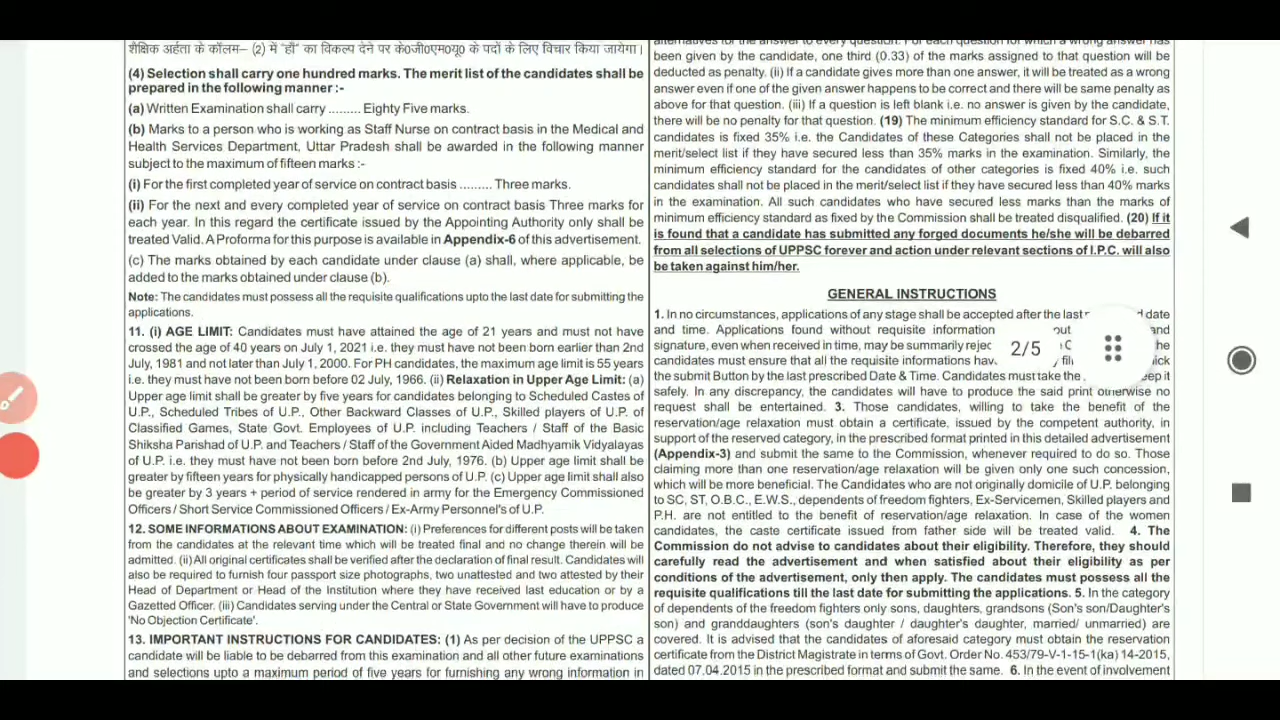 शैक्षिक अर्हता के कॉलम– (2) में "हाँ" का विकल्प देने पर के०जी०एम०यू० के पदों के लिए विचार किया जायेगा।
(4) Selection shall carry one hundred marks. The merit list of the candidates shall be
prepared in the following manner :-
(a) Written Examination shall carry ......... Eighty Five marks.
(b) Marks to a person who is working as Staff Nurse on contract basis in the Medical and
Health Services Department, Uttar Pradesh shall be awarded in the following manner
subject to the maximum of fifteen marks :-
(i) For the first completed year of service on contract basis ......... Three marks.
(ii) For the next and every completed year of service on contract basis Three marks for
each year. In this regard the certificate issued by the Appointing Authority only shall be
treated Valid. A Proforma for this purpose is available in Appendix-6 of this advertisement.
(c) The marks obtained by each candidate under clause (a) shall, where applicable, be
added to the marks obtained under clause (b).
Note: The candidates must possess all the requisite qualifications upto the last date for submitting the
applications.
11. (i) AGE LIMIT: Candidates must have attained the age of 21 years and must not have
crossed the age of 40 years on July 1, 2021 i.e. they must have not been born earlier than 2nd
July, 1981 and not later than July 1, 2000. For PH candidates, the maximum age limit is 55 years
i.e. they must have not been born before 02 July, 1966. (ii) Relaxation in Upper Age Limit: (a)
Upper age limit shall be greater by five years for candidates belonging to Scheduled Castes of
U.P., Scheduled Tribes of U.P., Other Backward Classes of U.P., Skilled players of U.P. of
Classified Games, State Govt. Employees of U.P. including Teachers / Staff of the Basic
Shiksha Parishad of U.P. and Teachers / Staff of the Government Aided Madhyamik Vidyalayas
of U.P. i.e. they must have not been born before 2nd July, 1976. (b) Upper age limit shall be
greater by fifteen years for physically handicapped persons of U.P. (c) Upper age limit shall also
be greater by 3 years + period of service rendered in army for the Emergency Commissioned
Officers / Short Service Commissioned Officers / Ex-Army Personnel's of U.P.
12. SOME INFORMATIONS ABOUT EXAMINATION: (i) Preferences for different posts will be taken
from the candidates at the relevant time which will be treated final and no change therein will be
admitted. (ii) All original certificates shall be verified after the declaration of final result. Candidates will
also be required to furnish four passport size photographs, two unattested and two attested by their
Head of Department or Head of the Institution where they have received last education or by a
Gazetted Officer. (iii) Candidates serving under the Central or State Government will have to produce
'No Objection Certificate'.
13. IMPORTANT INSTRUCTIONS FOR CANDIDATES: (1) As per decision of the UPPSC a
candidate will be liable to be debarred from this examination and all other future examinations
and selections upto a maximum period of five years for furnishing any wrong information in
alternatives for the answer to every question. For each question for which a wrong answer has
been given by the candidate, one third (0.33) of the marks assigned to that question will be
deducted as penalty. (ii) If a candidate gives more than one answer, it will be treated as a wrong
answer even if one of the given answer happens to be correct and there will be same penalty as
above for that question. (iii) If a question is left blank i.e. no answer is given by the candidate,
there will be no penalty for that question. (19) The minimum efficiency standard for S.C. & S.T.
candidates is fixed 35% i.e. the Candidates of these Categories shall not be placed in the
merit/select list if they have secured less than 35% marks in the examination. Similarly, the
minimum efficiency standard for the candidates of other categories is fixed 40% i.e. such
candidates shall not be placed in the merit/select list if they have secured less than 40% marks
in the examination. All such candidates who have secured less marks than the marks of
minimum efficiency standard as fixed by the Commission shall be treated disqualified. (20) If it
is found that a candidate has submitted any forged documents he/she will be debarred
from all selections of UPPSC forever and action under relevant sections of I.P.C. will also
be taken against him/her.
GENERAL INSTRUCTIONS
1. In no circumstances, applications of any stage shall be accepted after the last date
and time. Applications found without requisite information and
signature, even when received in time, may be summarily
candidates must ensure that all the requisite informations
the submit Button by the last prescribed Date & Time. Candidates must take the
safely. In any discrepancy, the candidates will have to produce the said print otherwise no
request shall be entertained. 3. Those candidates, willing to take the benefit of the
reservation/age relaxation must obtain a certificate, issued by the competent authority, in
support of the reserved category, in the prescribed format printed in this detailed advertisement
(Appendix-3) and submit the same to the Commission, whenever required to do so. Those
claiming more than one reservation/age relaxation will be given only one such concession,
which will be more beneficial. The Candidates who are not originally domicile of U.P. belonging
to SC, ST, O.B.C., E.W.S., dependents of freedom fighters, Ex-Servicemen, Skilled players and
P.H. are not entitled to the benefit of reservation/age relaxation. In case of the women
candidates, the caste certificate issued from father side will be treated valid. 4. The
Commission do not advise to candidates about their eligibility. Therefore, they should
carefully read the advertisement and when satisfied about their eligibility as per
conditions of the advertisement, only then apply. The candidates must possess all the
requisite qualifications till the last date for submitting the applications. 5. In the category
of dependents of the freedom fighters only sons, daughters, grandsons (Son's son/Daughter's
son) and granddaughters (son's daughter / daughter's daughter, married/ unmarried) are
covered. It is advised that the candidates of aforesaid category must obtain the reservation
certificate from the District Magistrate in terms of Govt. Order No. 453/79-V-1-15-1(ka) 14-2015,
dated 07.04.2015 in the prescribed format and submit the same. 6. In the event of involvement
2/5